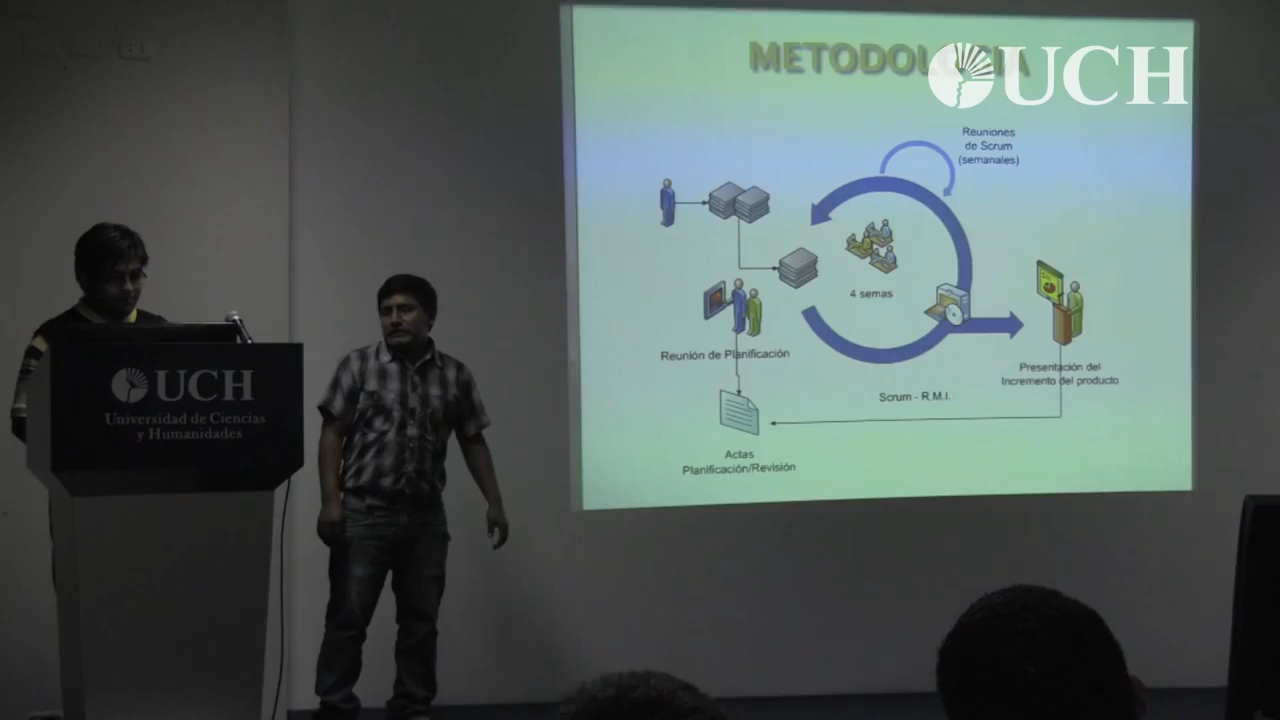 METODOLOGÍA
UCH
Reuniones
de Scrum
(semanales)
4 semas
Reunión de Planificación
Presentación del
Incremento del producto
Scrum - R.M.I.
Actas
Planificación/Revisión
UCH
Universidad de Ciencias
y Humanidades